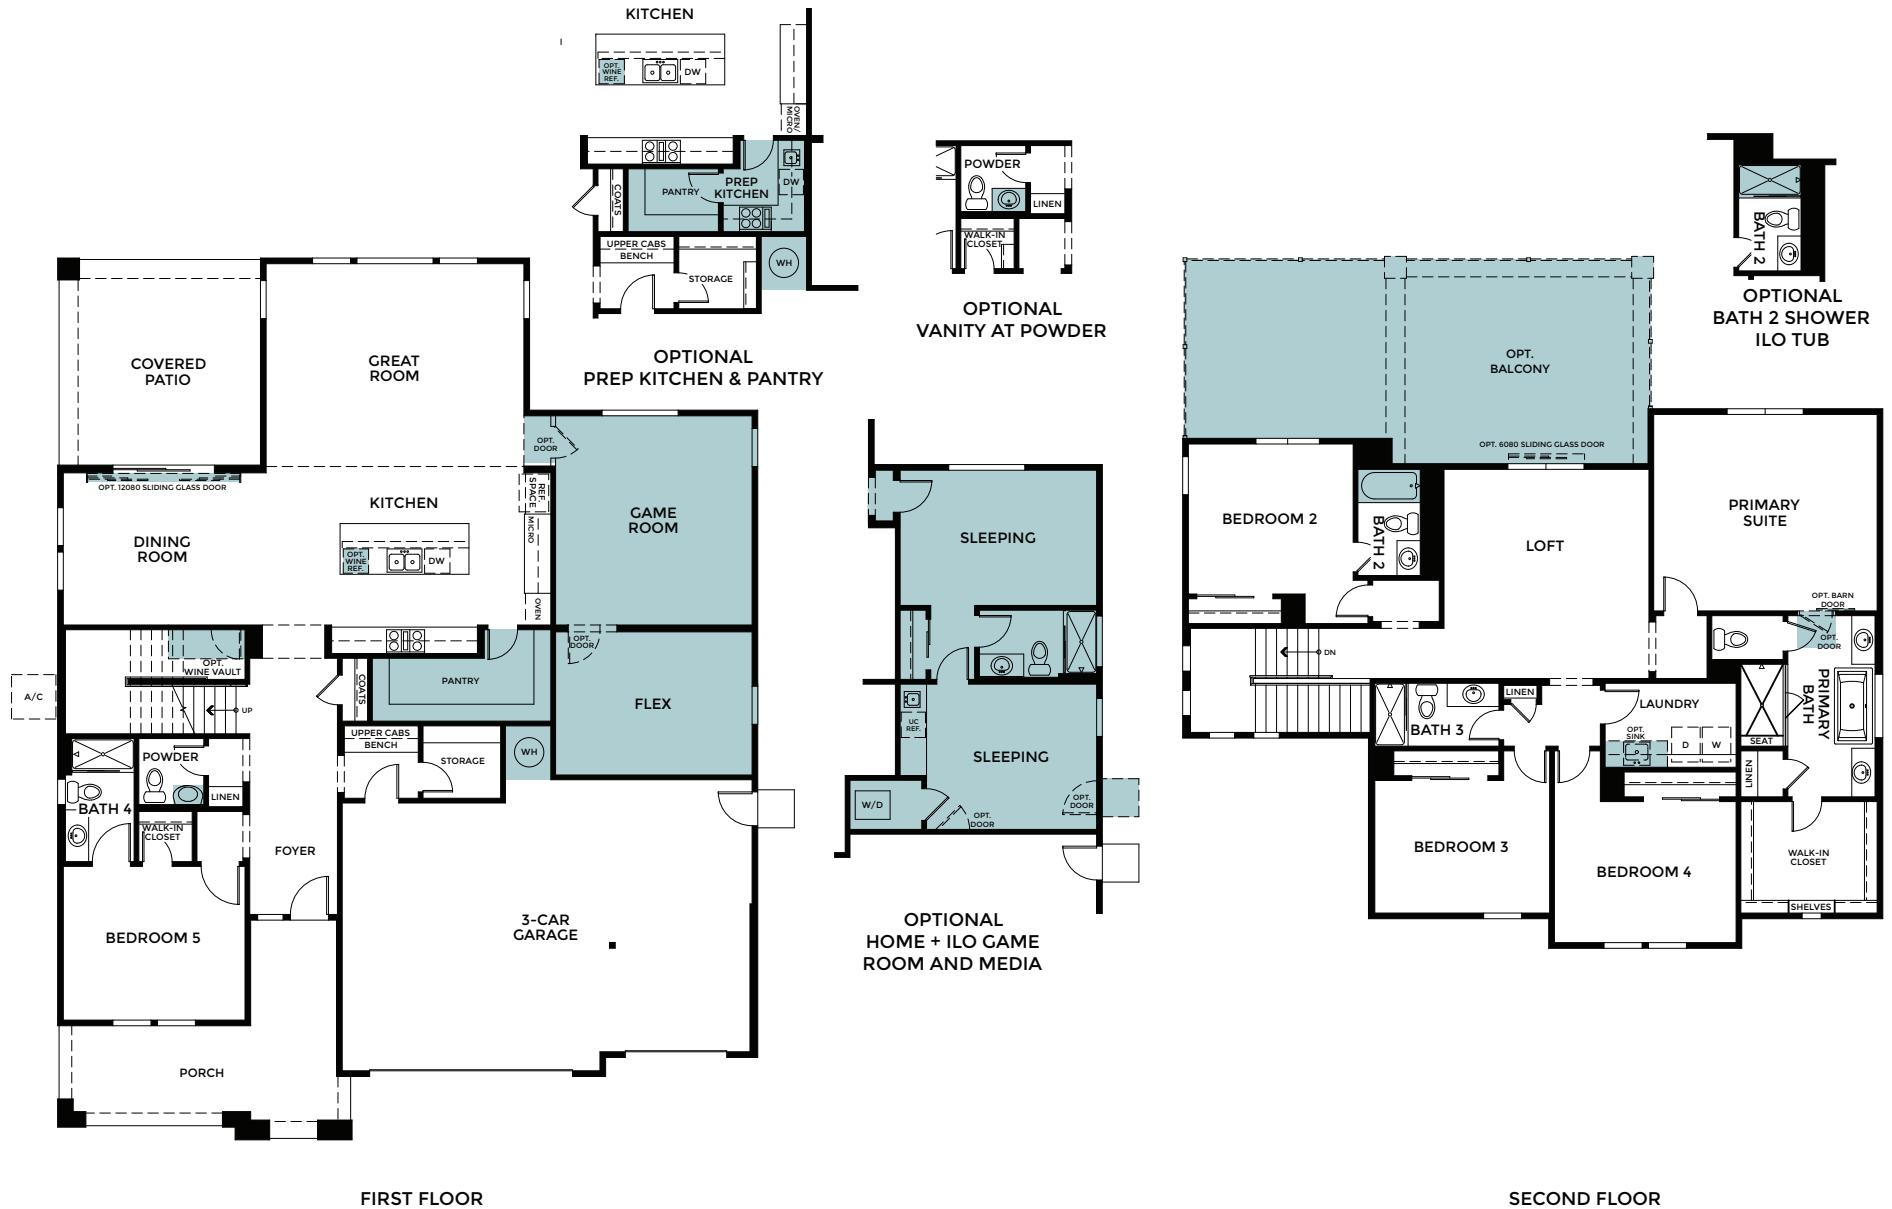 KITCHEN
OPT.
WINE
REF.
DW
OVEN/
MICRO
COATS
PANTRY
PREP
KITCHEN
DW
UPPER CABS
BENCH
STORAGE
WH
OPTIONAL
PREP KITCHEN & PANTRY
POWDER
LINEN
WALK-IN
CLOSET
OPTIONAL
VANITY AT POWDER
BATH 2
OPTIONAL
BATH 2 SHOWER
ILO TUB
COVERED
PATIO
GREAT
ROOM
OPT.
DOOR
OPT. 12080 SLIDING GLASS DOOR
KITCHEN
REF.
SPACE
MICRO
OVEN
DINING
ROOM
OPT.
WINE
REF.
DW
GAME
ROOM
OPT.
DOOR
OPT.
WINE VAULT
A/C
UP
COATS
PANTRY
FLEX
UPPER CABS
BENCH
STORAGE
WH
POWDER
LINEN
BATH 4
WALK-IN
CLOSET
FOYER
BEDROOM 5
3-CAR
GARAGE
PORCH
FIRST FLOOR
SLEEPING
UC
REF.
SLEEPING
W/D
OPT.
DOOR
OPT.
DOOR
OPTIONAL
HOME + ILO GAME
ROOM AND MEDIA
OPT.
BALCONY
OPT. 6080 SLIDING GLASS DOOR
BEDROOM 2
BATH 2
LOFT
PRIMARY
SUITE
OPT. BARN
DOOR
OPT.
DOOR
DN
PRIMARY
BATH
LINEN
LAUNDRY
BATH 3
OPT.
SINK
D
W
SEAT
LINEN
BEDROOM 3
BEDROOM 4
WALK-IN
CLOSET
SHELVES
SECOND FLOOR